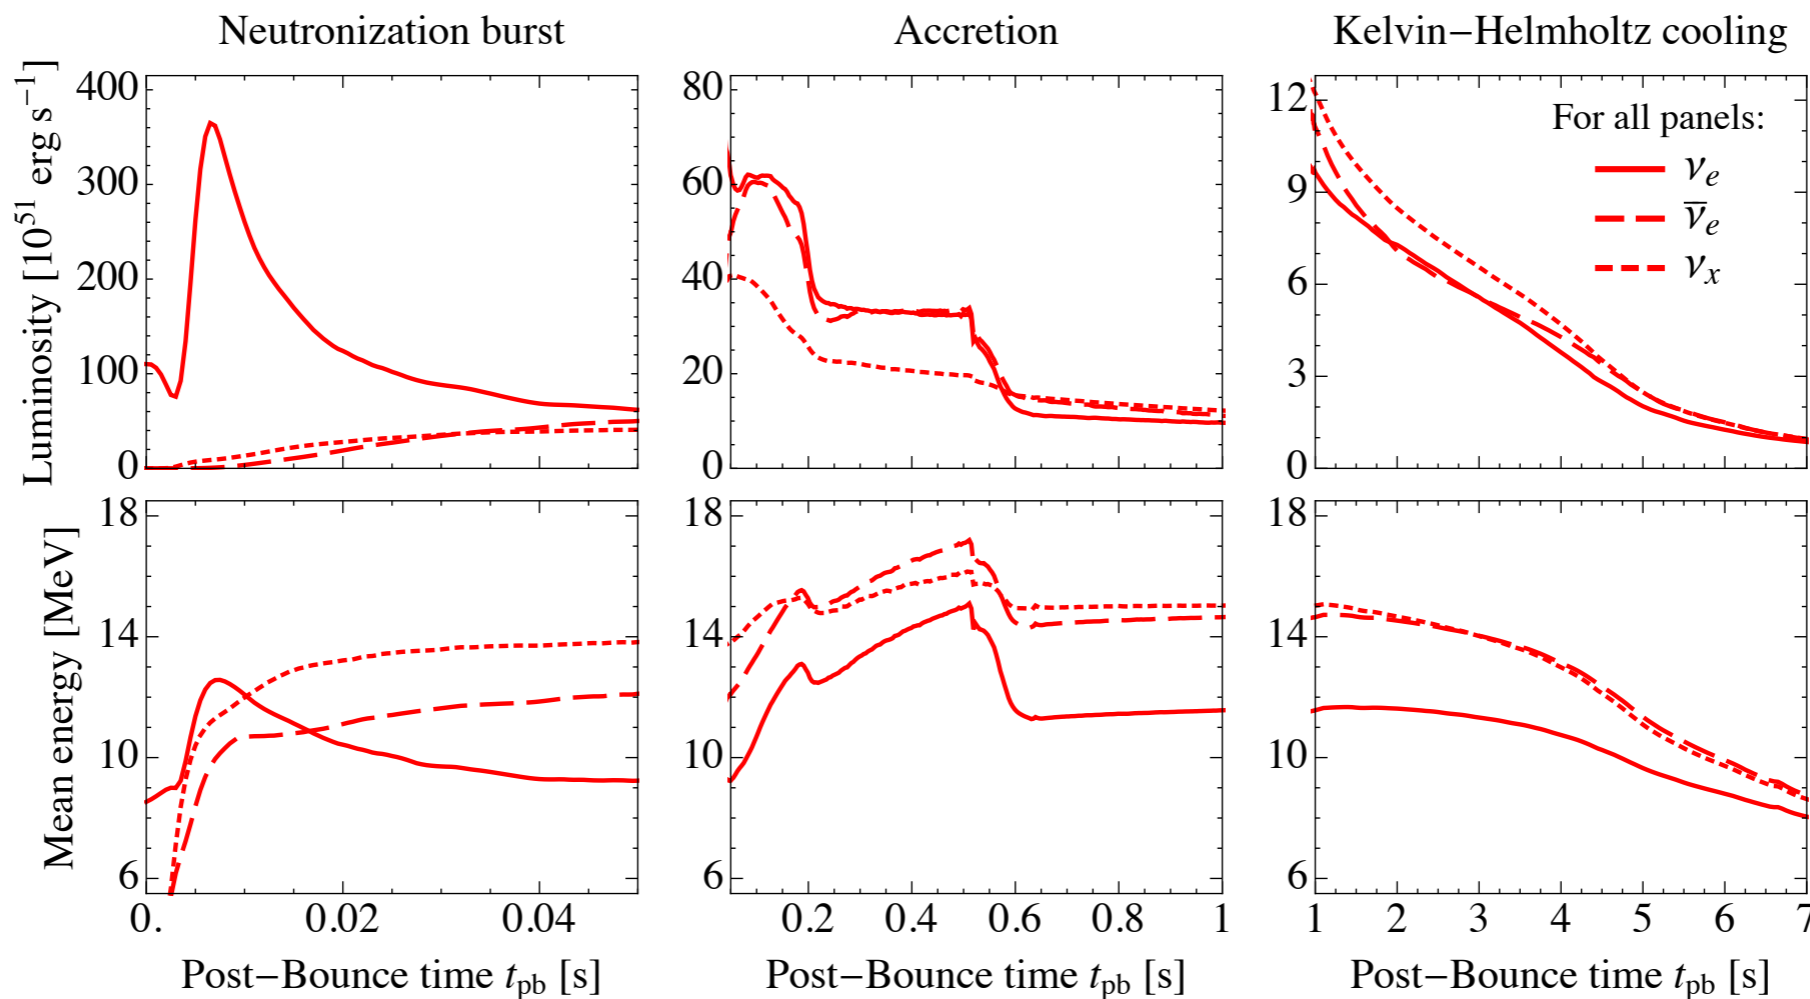 Neutronization burst
Accretion
Kelvin−Helmholtz cooling
Luminosity [10^51 erg s^−1]
400
300
200
100
0
80
60
40
20
0
12
9
6
3
0
For all panels:
ν_e
ν̅_e
ν_x
Mean energy [MeV]
18
14
10
6
18
14
10
6
18
14
10
6
0. 0.02 0.04
0.2 0.4 0.6 0.8 1
1 2 3 4 5 6 7
Post−Bounce time t_pb [s]
Post−Bounce time t_pb [s]
Post−Bounce time t_pb [s]